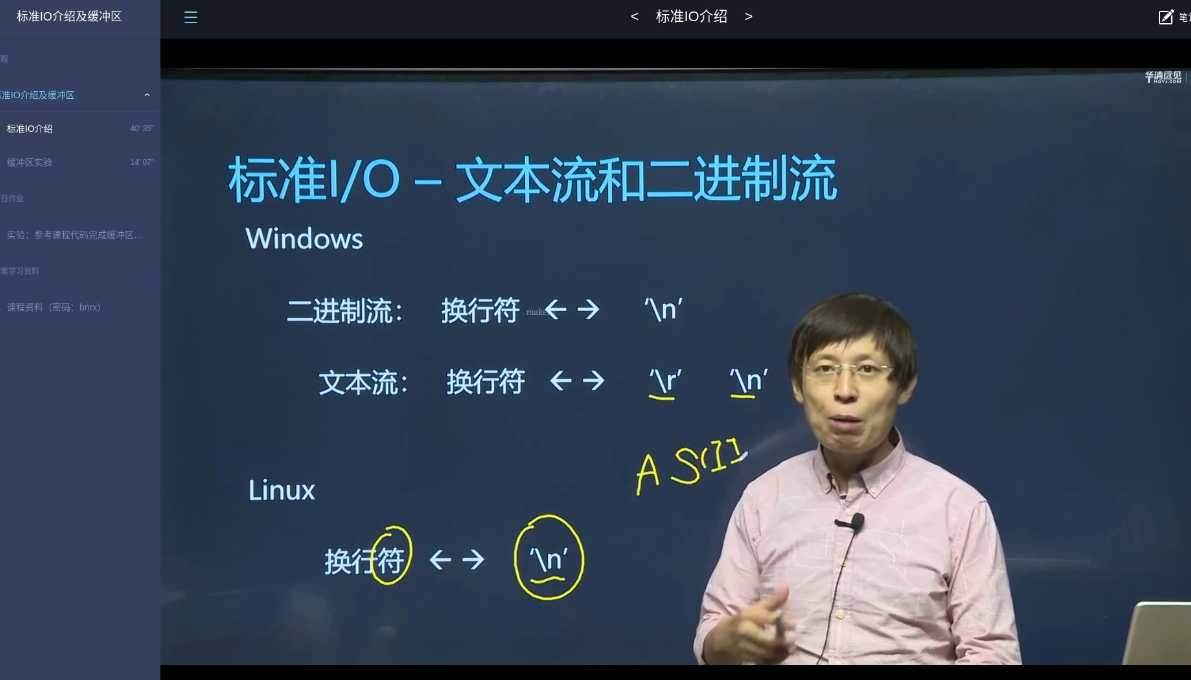 标准IO介绍及缓冲区
< 标准IO介绍 >
程
准IO介绍及缓冲区
标准IO介绍 40' 35"
缓冲区实验 14' 07"
实验：参考课程代码完成缓冲区...
套学习资料
课程资料（密码：bnrx）
华清远见
标准I/O – 文本流和二进制流
Windows
二进制流： 换行符 ← → '\n'
make
文本流： 换行符 ← → '\r' '\n'
ASCII
Linux
换行符 ← → '\n'